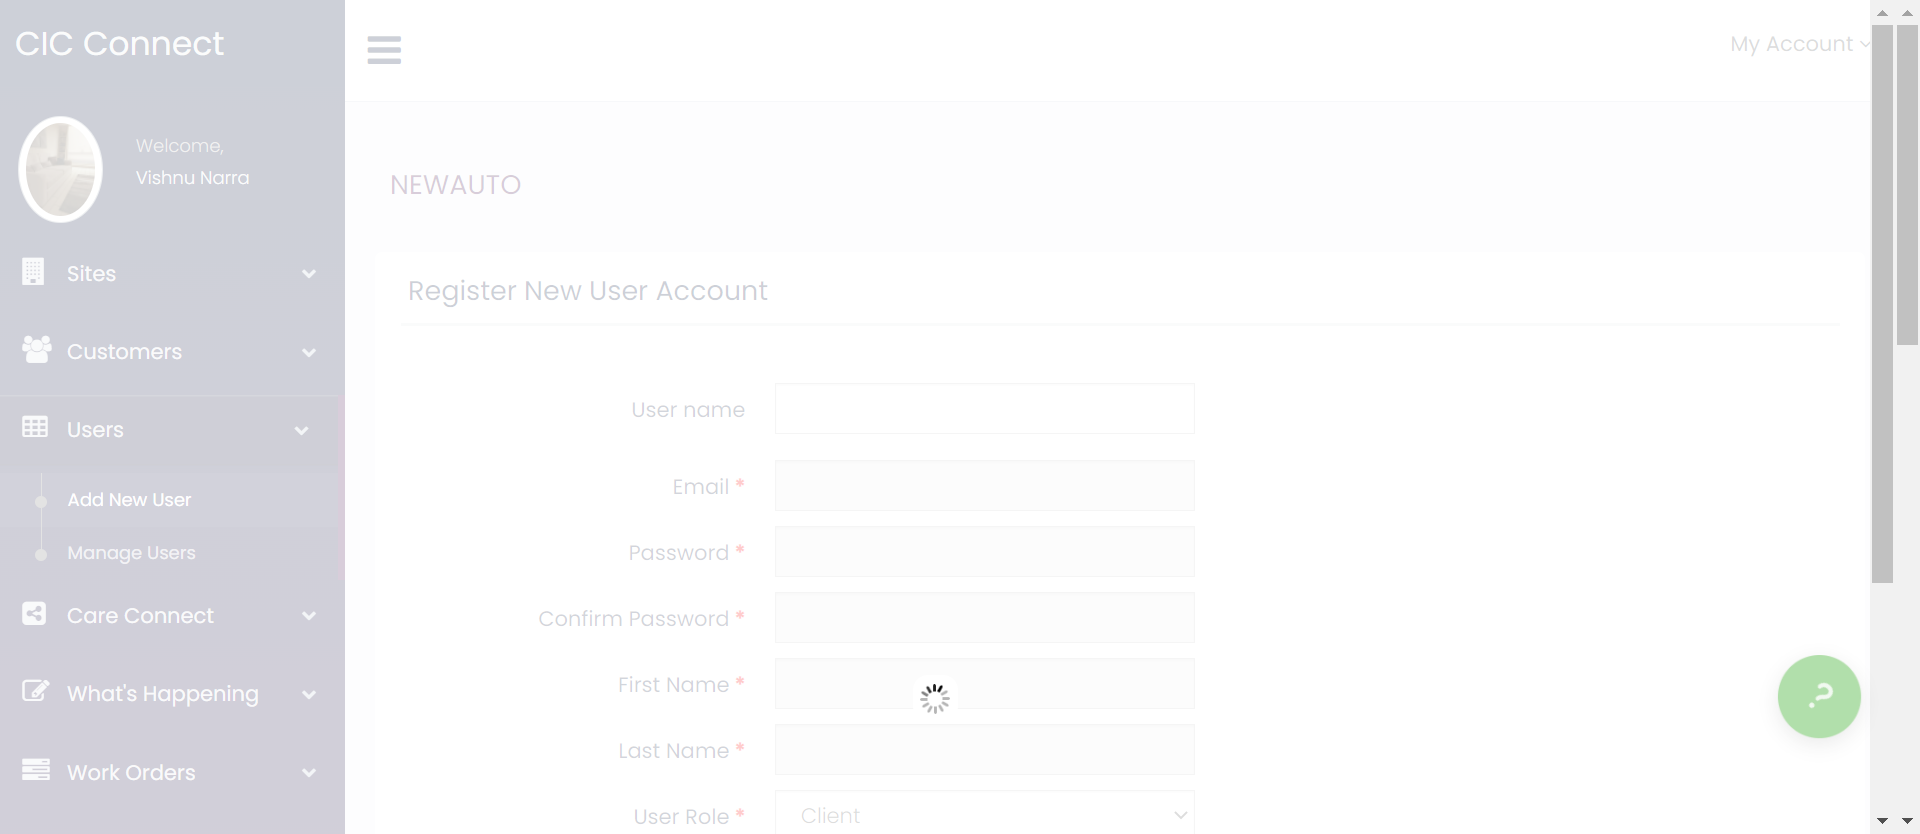 CIC Connect
My Account
Welcome,
Vishnu Narra
NEWAUTO
Sites
Register New User Account
Customers
User name
Users
Email *
Add New User
Password *
Manage Users
Confirm Password *
Care Connect
First Name *
What's Happening
?
Last Name *
Work Orders
User Role *
Client